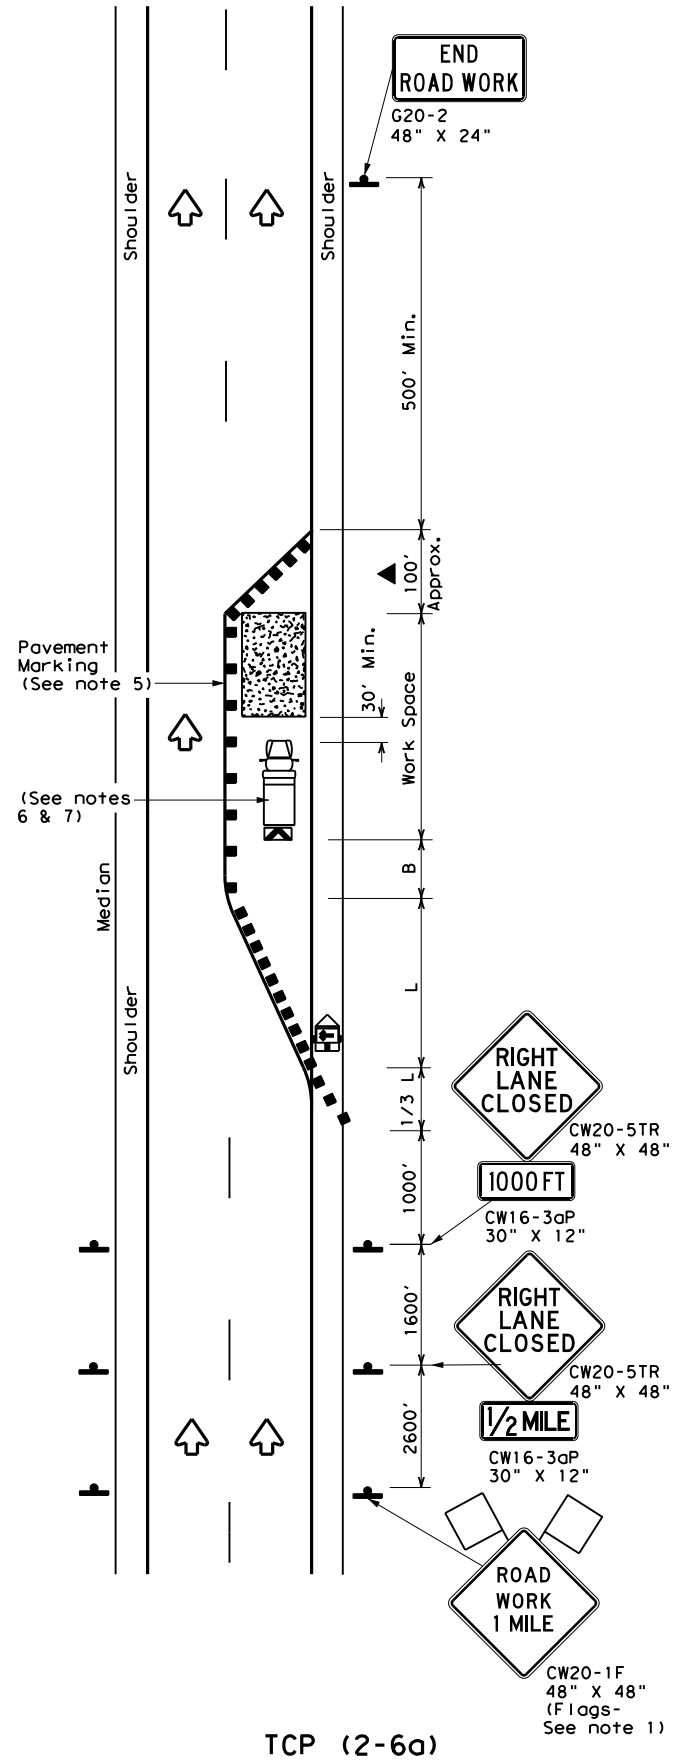 END
ROAD WORK
G20-2
48" X 24"
Shoulder
Shoulder
500' Min.
100'
Approx.
Pavement
Marking
(See note 5)
30' Min.
Work Space
(See notes
6 & 7)
B
Median
L
Shoulder
RIGHT
LANE
CLOSED
CW20-5TR
48" X 48"
1/3 L
1000 FT
1000'
CW16-3aP
30" X 12"
RIGHT
LANE
CLOSED
1600'
CW20-5TR
48" X 48"
1/2 MILE
2600'
CW16-3aP
30" X 12"
ROAD
WORK
1 MILE
CW20-1F
48" X 48"
(Flags-
See note 1)
TCP (2-6a)